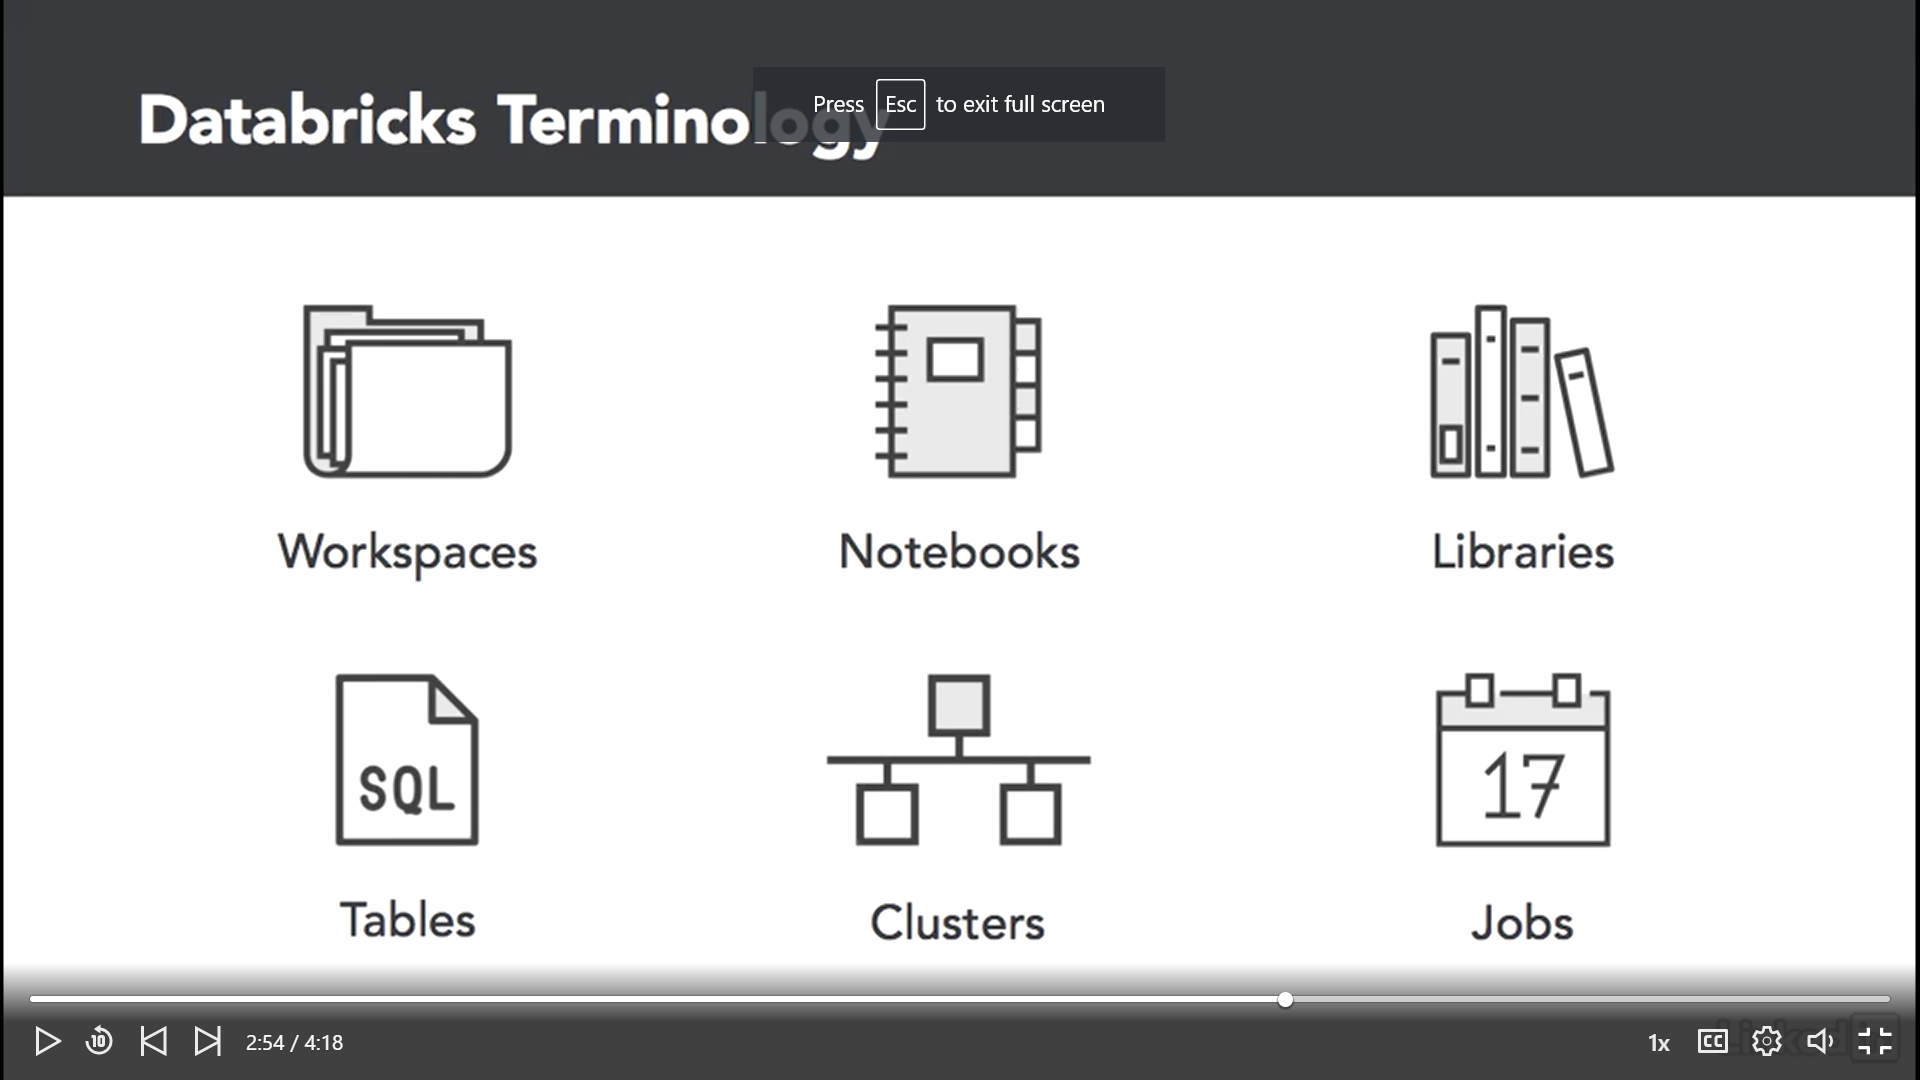 Databricks Terminology
Press Esc to exit full screen
Workspaces
Notebooks
Libraries
SQL
17
Tables
Clusters
Jobs
2:54 / 4:18
10
1x
CC